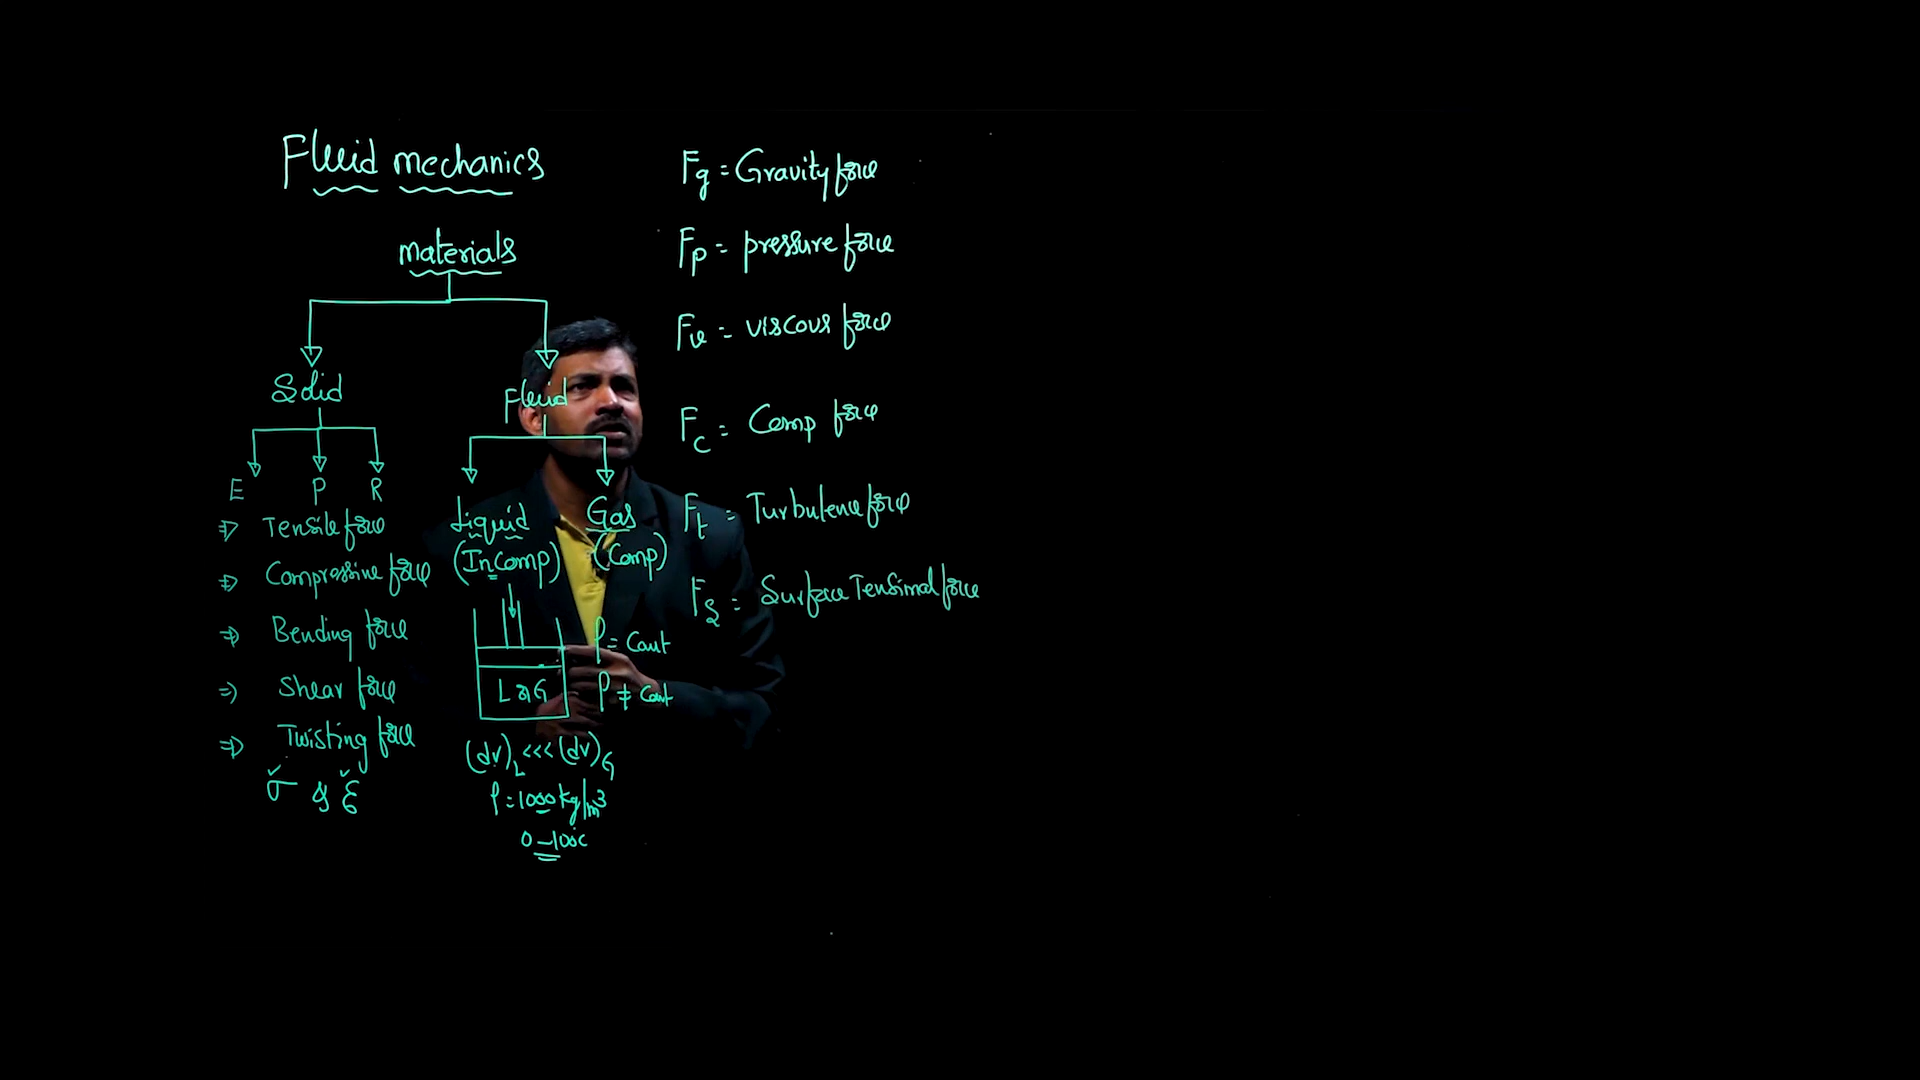 Fluid mechanics
materials
Solid
Fluid
E P R
⇒ Tensile force
⇒ Compressive force
⇒ Bending force
⇒ Shear force
⇒ Twisting force
σ & ε
Liquid Gas
(Incomp) (Comp)
L or G
ρ = Const
ρ ≠ Const
(dv)L <<< (dv)G
ρ = 1000 kg/m³
0–100°C
Fg = Gravity force
Fp = pressure force
Fv = viscous force
Fc = Comp force
Ft = Turbulence force
Fs = Surface Tensional force